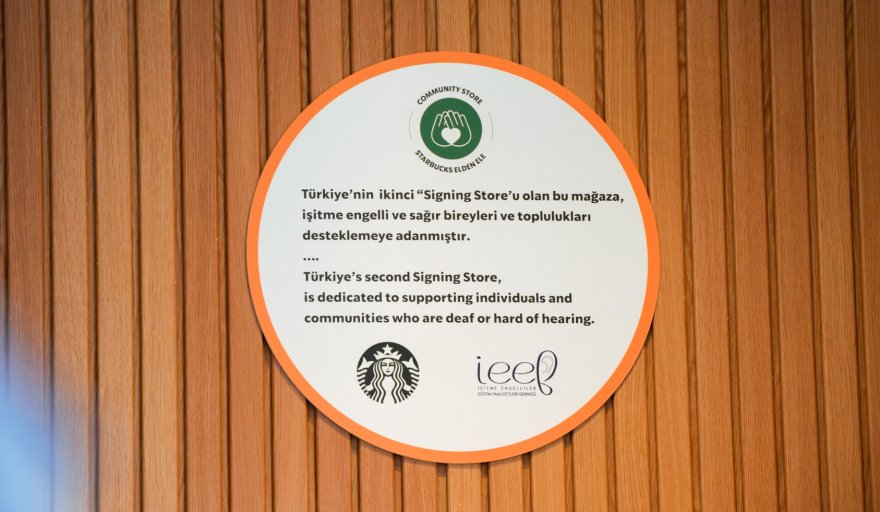 COMMUNITY STORE
STARBUCKS ELDEN ELE
Türkiye'nin ikinci “Signing Store'u olan bu mağaza,
işitme engelli ve sağır bireyleri ve toplulukları
desteklemeye adanmıştır.
....
Türkiye's second Signing Store,
is dedicated to supporting individuals and
communities who are deaf or hard of hearing.
ieef
İŞİTME ENGELLİLER
EĞİTİM FAALİYETLERİ DERNEĞİ